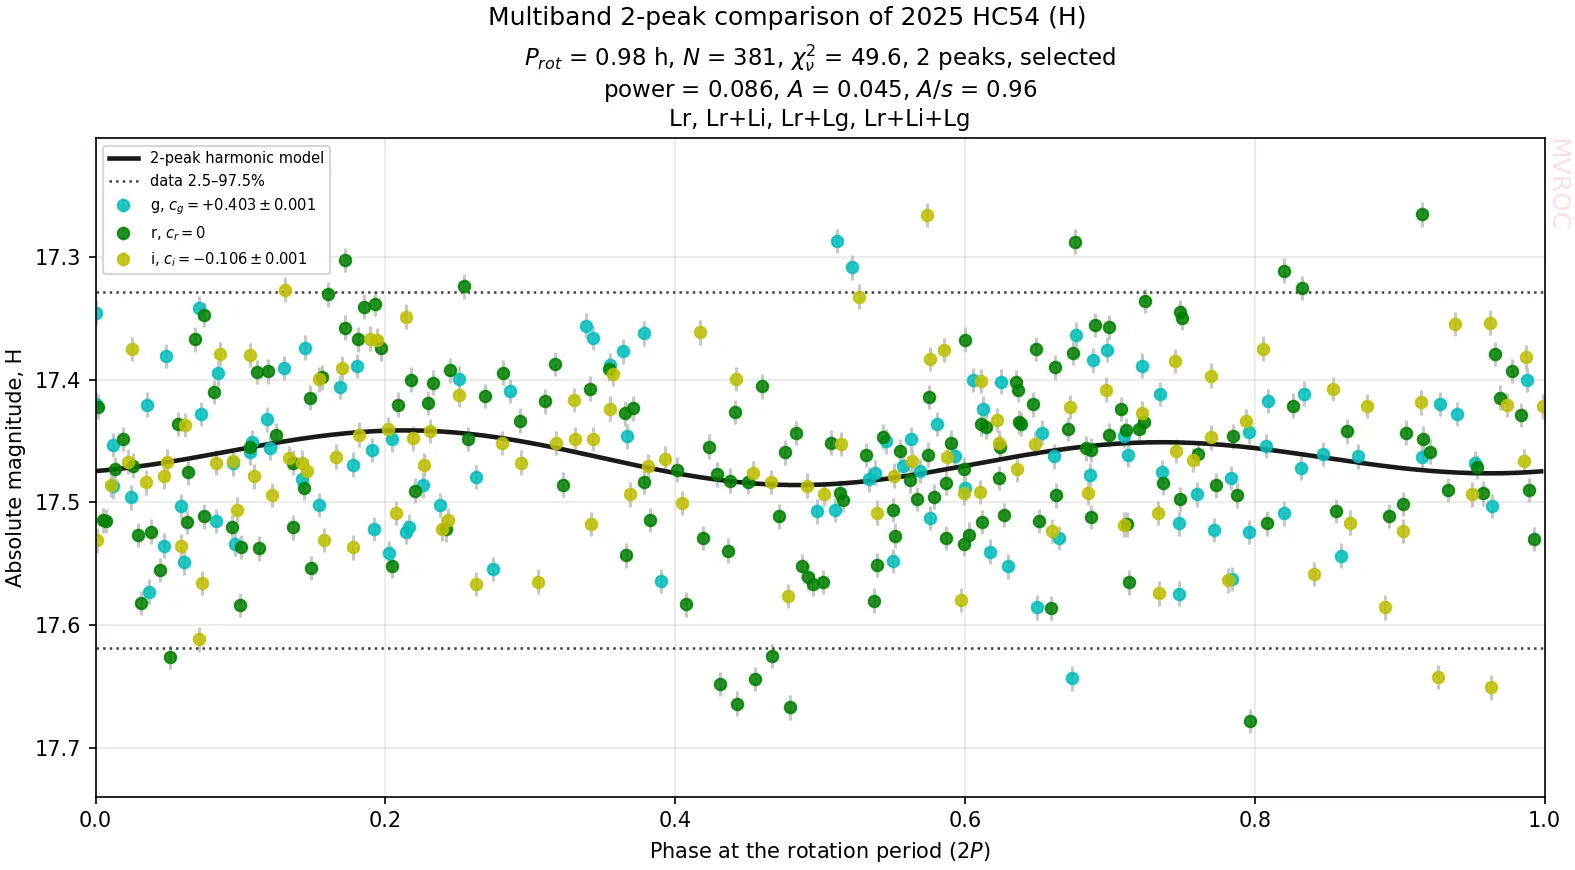 Multiband 2-peak comparison of 2025 HC54 (H)
P_rot = 0.98 h, N = 381, χ²_ν = 49.6, 2 peaks, selected
power = 0.086, A = 0.045, A/s = 0.96
Lr, Lr+Li, Lr+Lg, Lr+Li+Lg
2-peak harmonic model
data 2.5–97.5%
g, c_g = +0.403 ± 0.001
r, c_r = 0
i, c_i = −0.106 ± 0.001
MVROC
Absolute magnitude, H
17.3
17.4
17.5
17.6
17.7
0.0 0.2 0.4 0.6 0.8 1.0
Phase at the rotation period (2P)